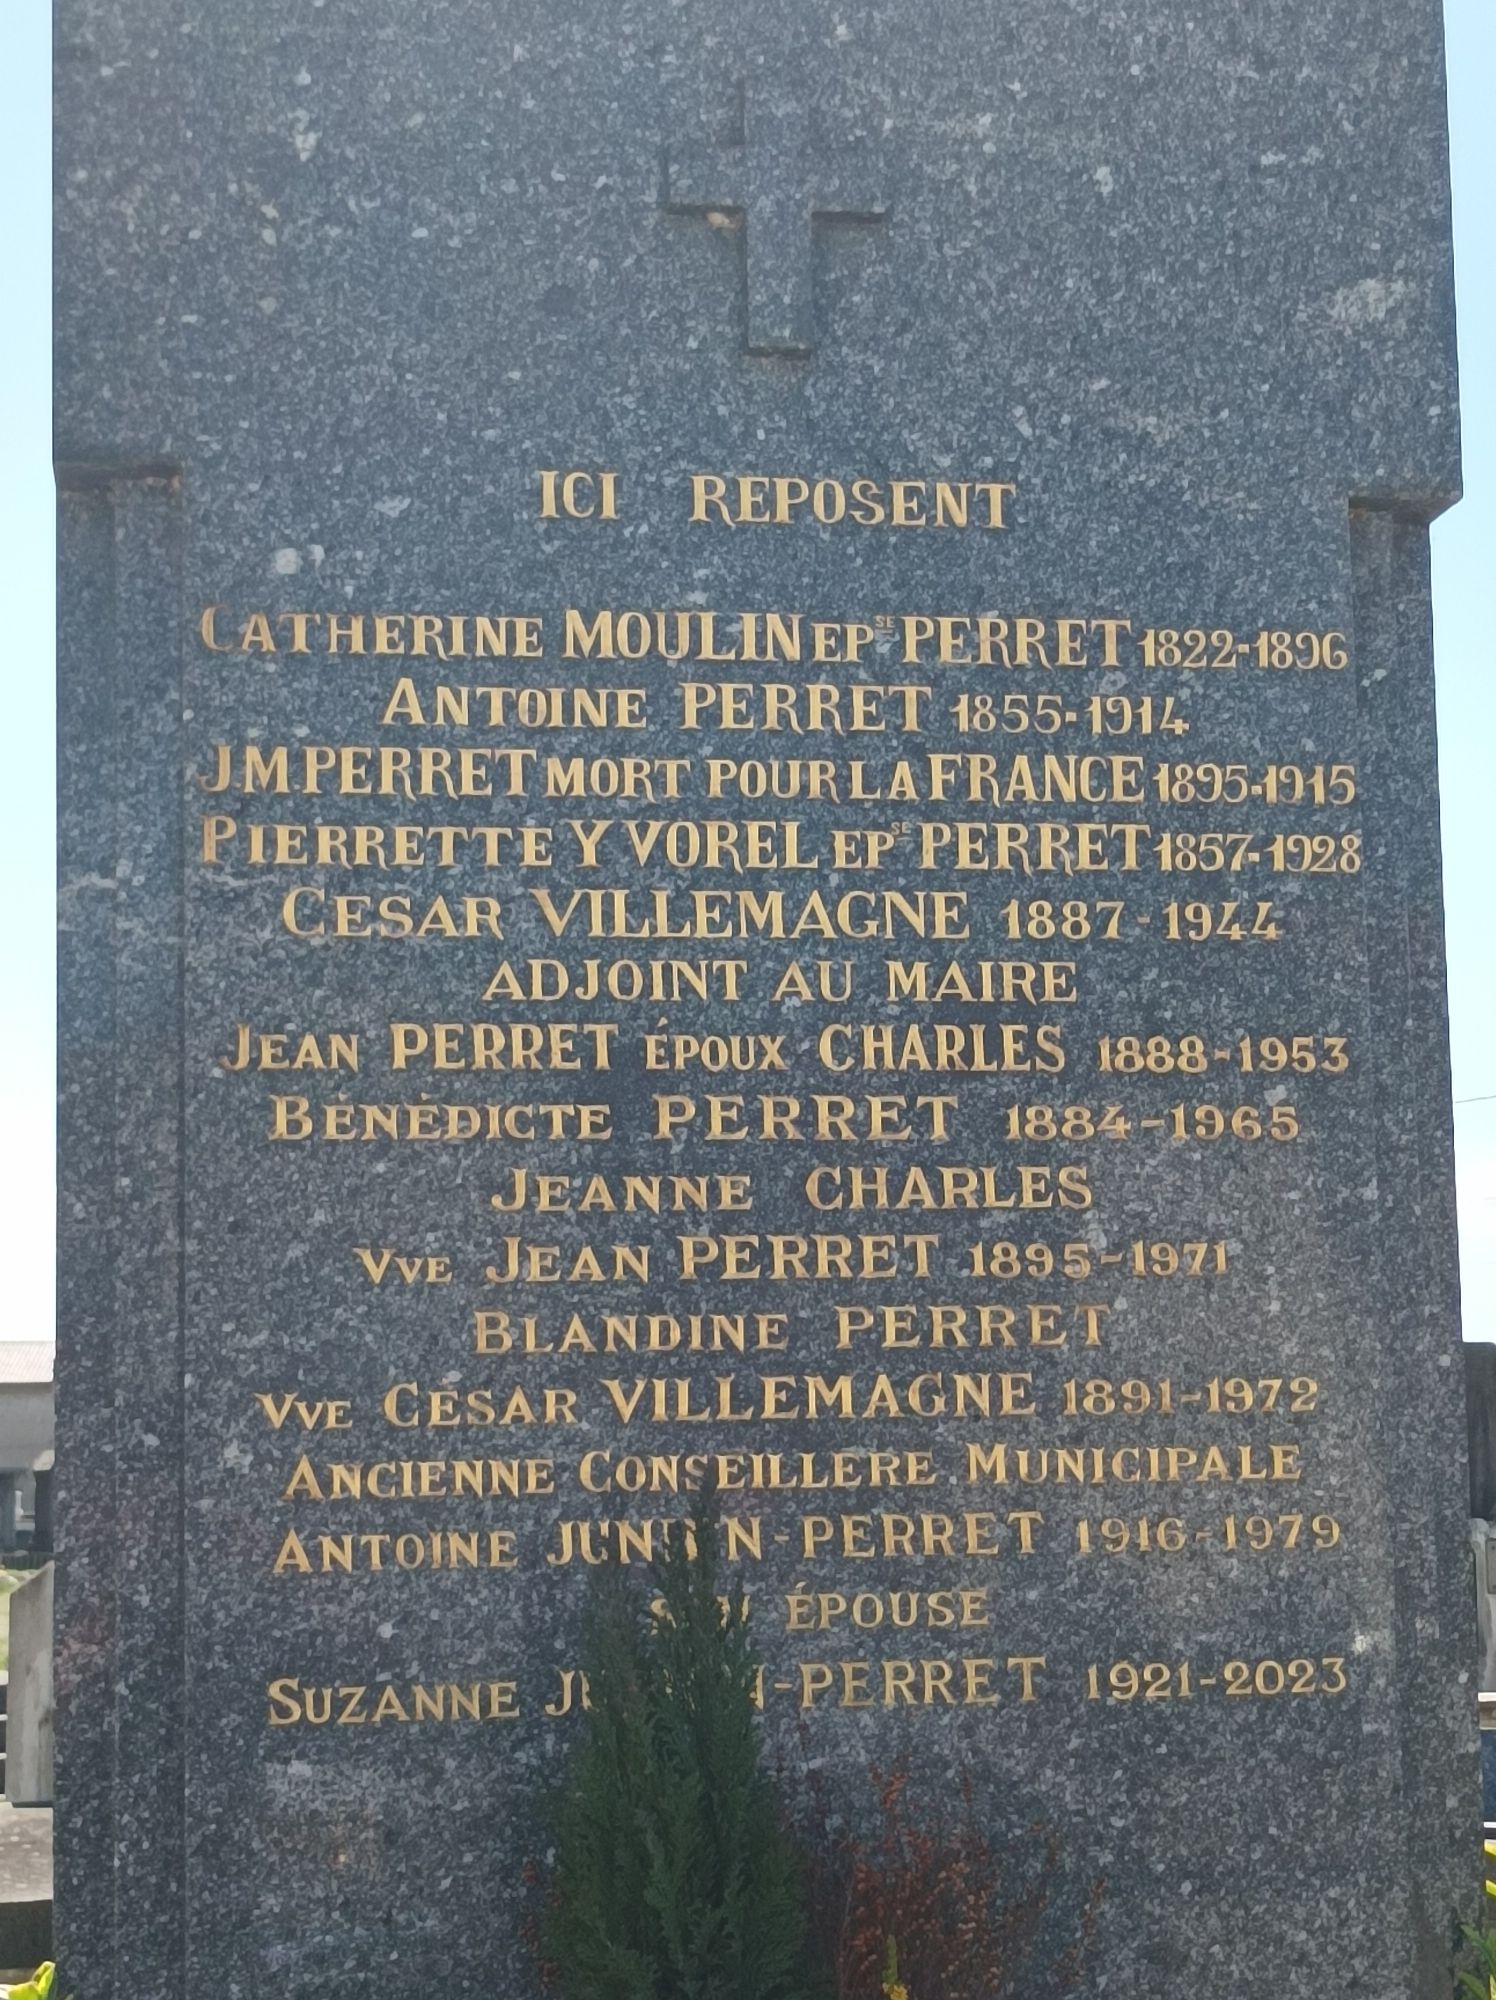 ICI REPOSENT
CATHERINE MOULIN EPSE PERRET 1822-1896
ANTOINE PERRET 1855-1914
J.M.PERRET MORT POUR LA FRANCE 1895-1915
PIERRETTE YVOREL EPSE PERRET 1857-1928
CESAR VILLEMAGNE 1887-1944
ADJOINT AU MAIRE
JEAN PERRET ÉPOUX CHARLES 1888-1953
BÉNÉDICTE PERRET 1884-1965
JEANNE CHARLES
VVE JEAN PERRET 1895-1971
BLANDINE PERRET
VVE CÉSAR VILLEMAGNE 1891-1972
ANCIENNE CONSEILLERE MUNICIPALE
ANTOINE -PERRET 1916-1979
ÉPOUSE
SUZANNE -PERRET 1921-2023